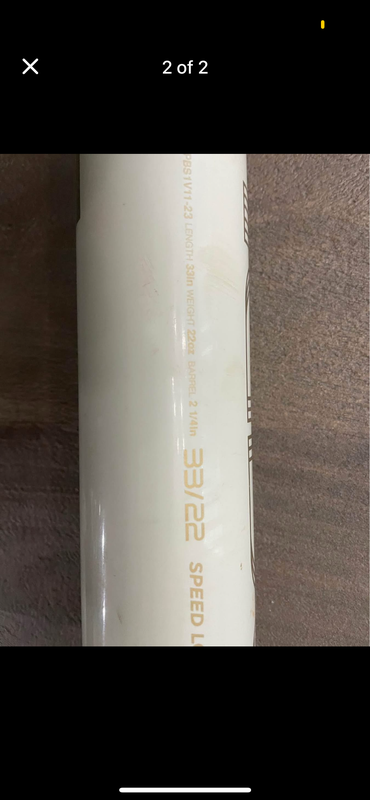 2 of 2
PBS1V11-23 LENGTH 33in WEIGHT 22oz BARREL 2 1/4in
33/22 SPEED